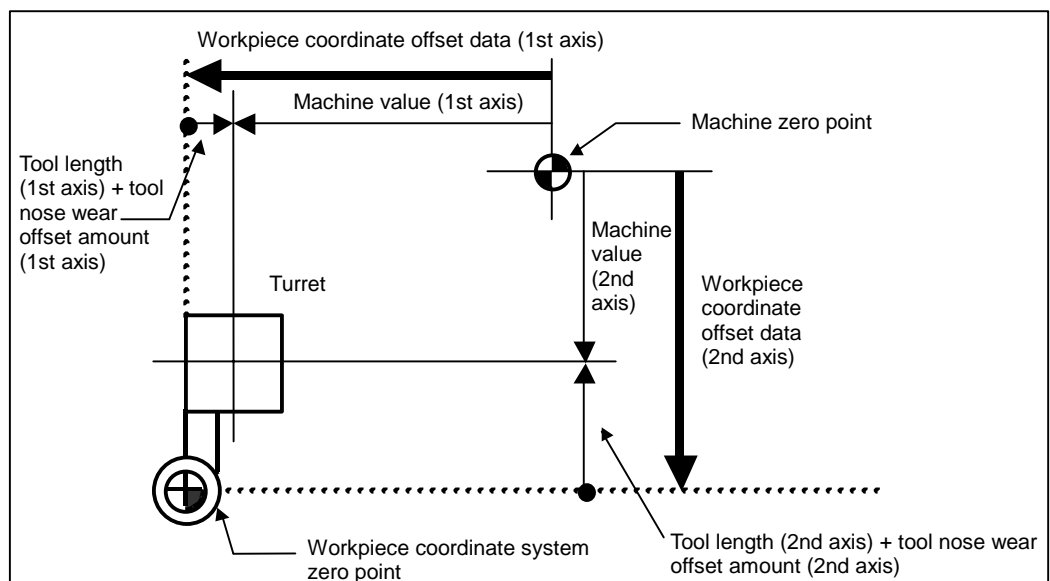 Workpiece coordinate offset data (1st axis)
Machine value (1st axis)
Machine zero point
Tool length
(1st axis) + tool
nose wear
offset amount
(1st axis)
Machine
value
(2nd
axis)
Turret
Workpiece
coordinate
offset data
(2nd axis)
Workpiece coordinate system
zero point
Tool length (2nd axis) + tool nose wear
offset amount (2nd axis)